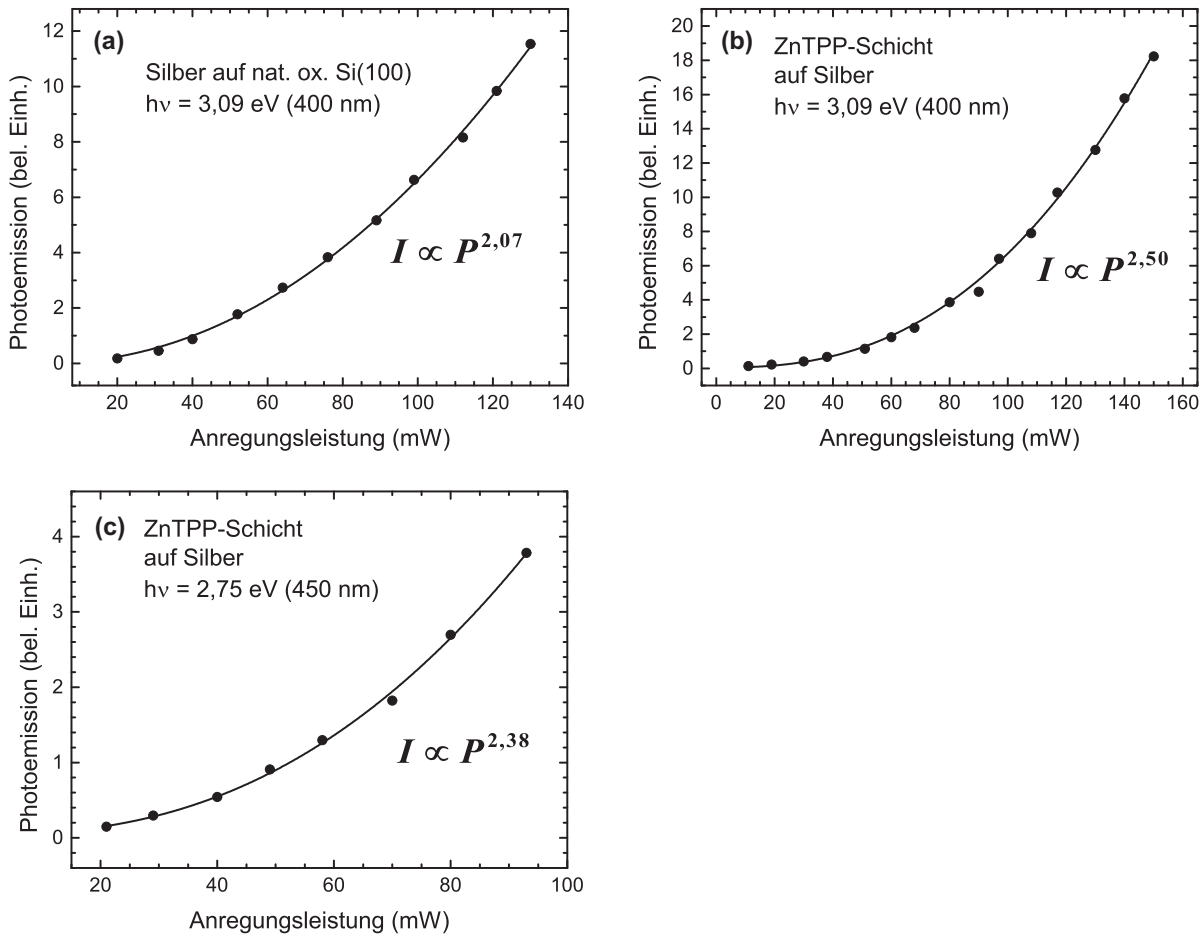 (a)
Silber auf nat. ox. Si(100)
hν = 3,09 eV (400 nm)
I ∝ P^2,07
Photoemission (bel. Einh.)
12
10
8
6
4
2
0
20 40 60 80 100 120 140
Anregungsleistung (mW)
(b)
ZnTPP-Schicht
auf Silber
hν = 3,09 eV (400 nm)
I ∝ P^2,50
Photoemission (bel. Einh.)
20
18
16
14
12
10
8
6
4
2
0
0 20 40 60 80 100 120 140 160
Anregungsleistung (mW)
(c)
ZnTPP-Schicht
auf Silber
hν = 2,75 eV (450 nm)
I ∝ P^2,38
Photoemission (bel. Einh.)
4
3
2
1
0
20 40 60 80 100
Anregungsleistung (mW)